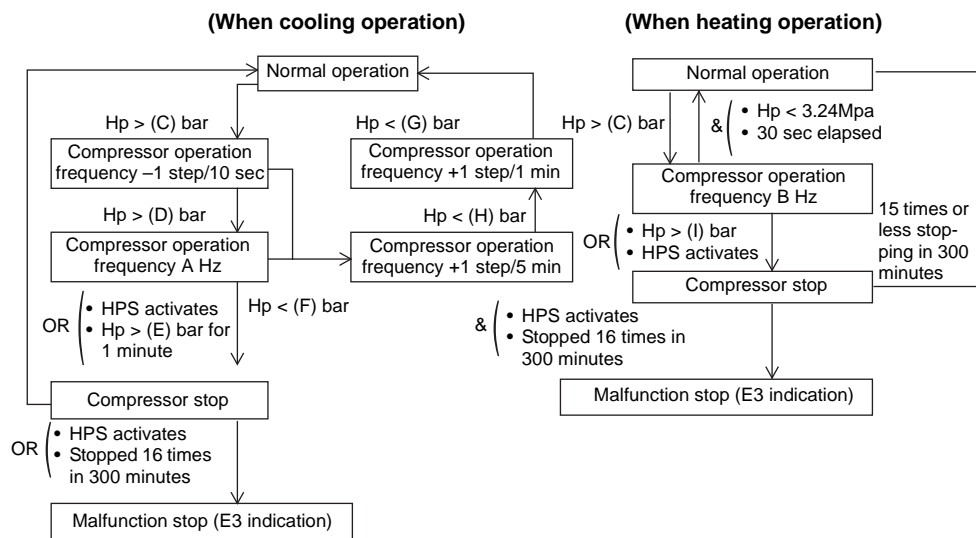 (When cooling operation)
Normal operation
Hp > (C) bar
Hp < (G) bar
Compressor operation
frequency –1 step/10 sec
Compressor operation
frequency +1 step/1 min
Hp > (D) bar
Hp < (H) bar
Compressor operation
frequency A Hz
Compressor operation
frequency +1 step/5 min
OR
• HPS activates
• Hp > (E) bar for
1 minute
Hp < (F) bar
Compressor stop
OR
• HPS activates
• Stopped 16 times
in 300 minutes
Malfunction stop (E3 indication)
(When heating operation)
Normal operation
Hp > (C) bar
&
• Hp < 3.24Mpa
• 30 sec elapsed
Compressor operation
frequency B Hz
OR
• Hp > (I) bar
• HPS activates
15 times or
less stop-
ping in 300
minutes
Compressor stop
&
• HPS activates
• Stopped 16 times in
300 minutes
Malfunction stop (E3 indication)